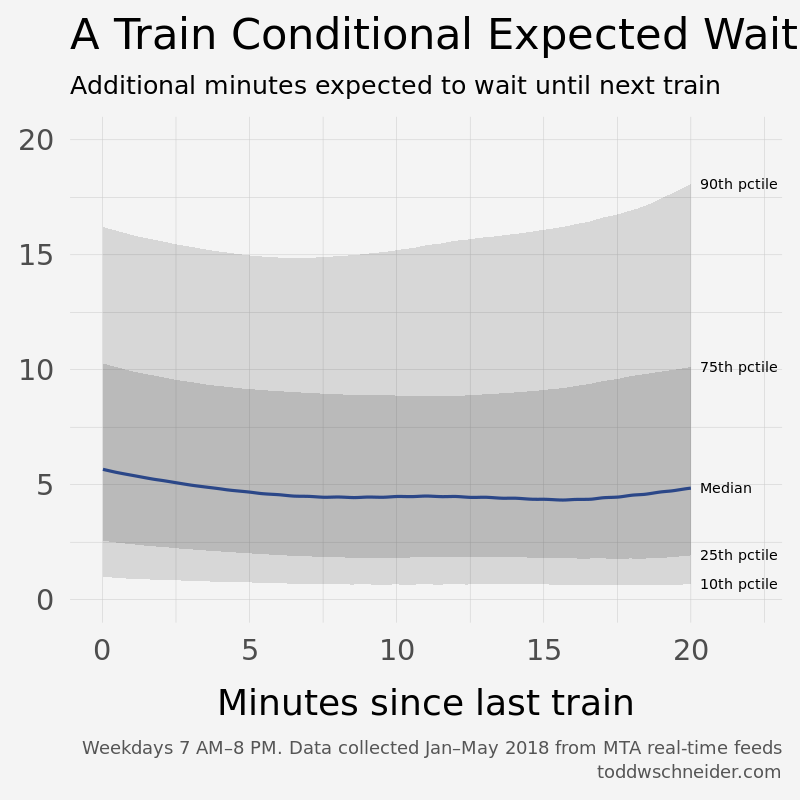 A Train Conditional Expected Wait
Additional minutes expected to wait until next train
20
15
10
5
0
90th pctile
75th pctile
Median
25th pctile
10th pctile
0 5 10 15 20
Minutes since last train
Weekdays 7 AM–8 PM. Data collected Jan–May 2018 from MTA real-time feeds
toddwschneider.com